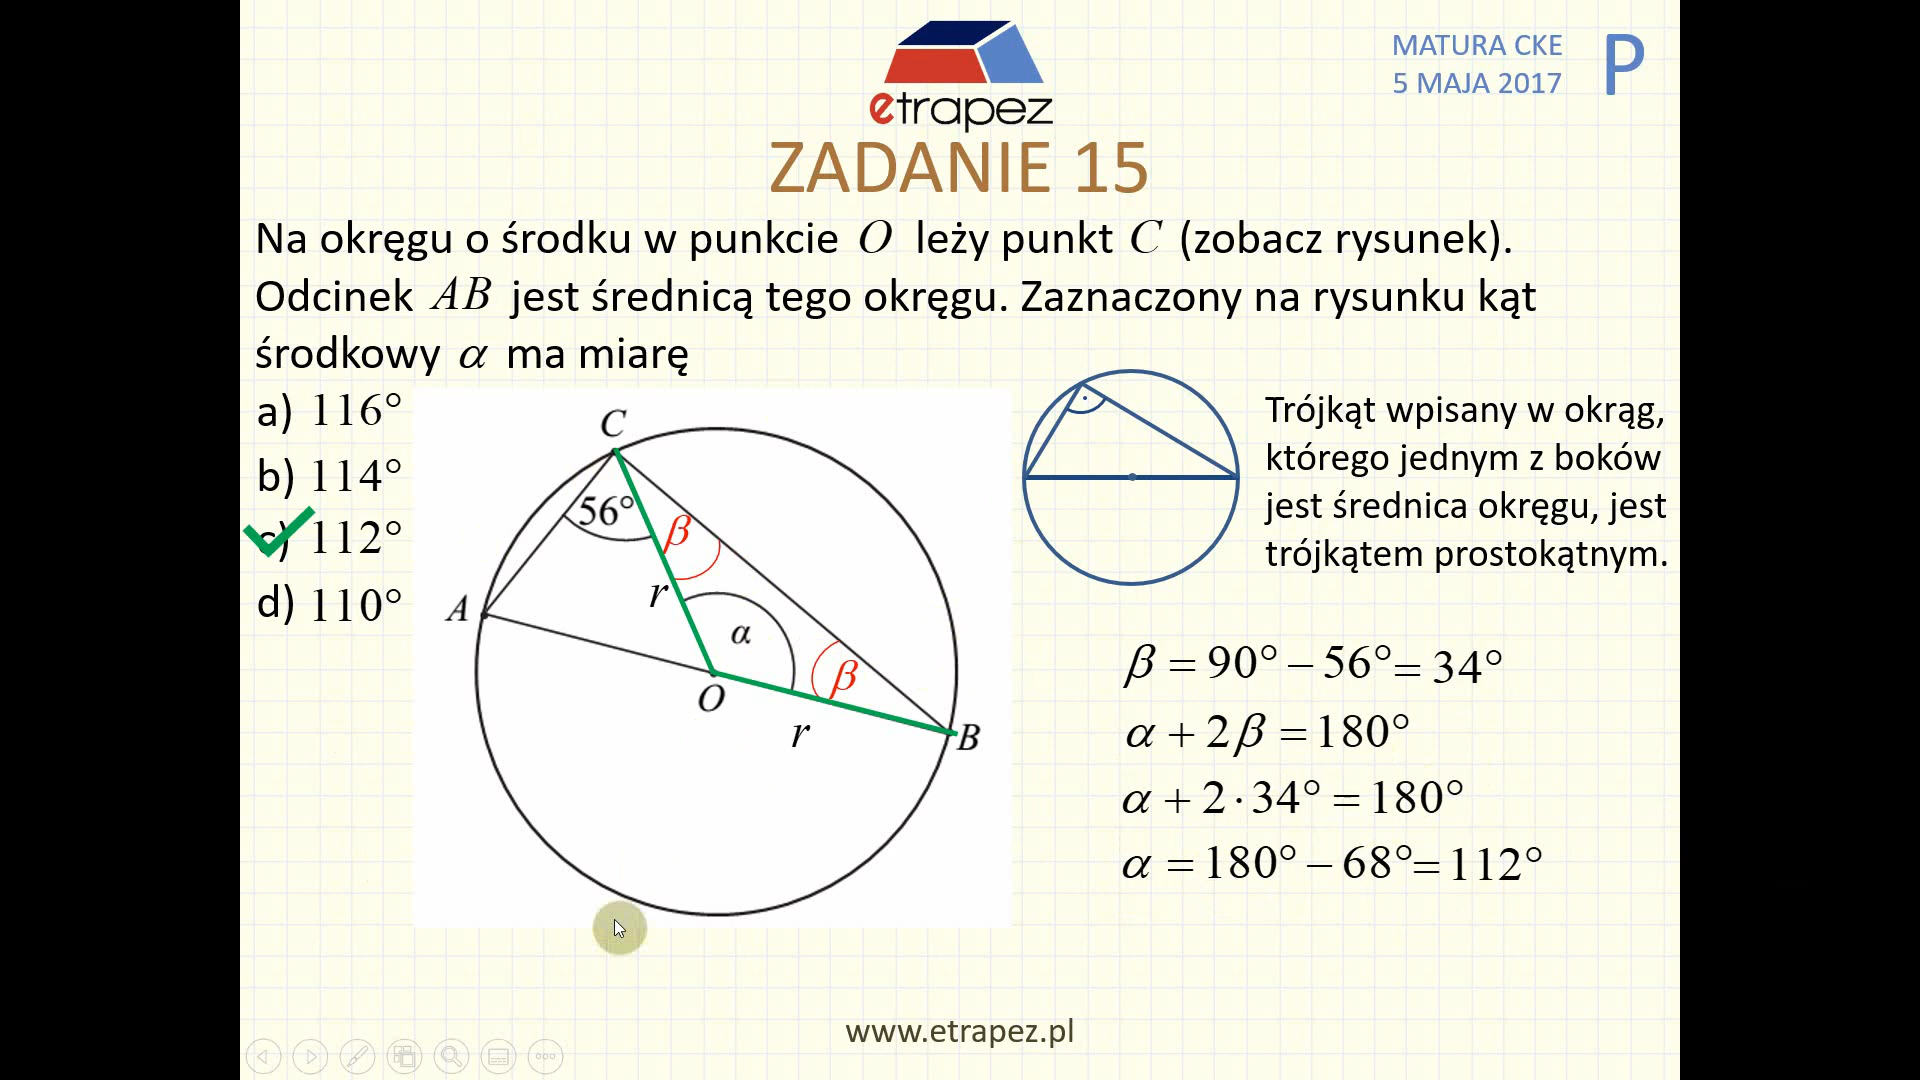 etrapez
MATURA CKE
5 MAJA 2017
P
ZADANIE 15
Na okręgu o środku w punkcie O leży punkt C (zobacz rysunek).
Odcinek AB jest średnicą tego okręgu. Zaznaczony na rysunku kąt
środkowy α ma miarę
a) 116°
b) 114°
c) 112°
d) 110°
C
56°
β
r
A
α
O
β
r
B
Trójkąt wpisany w okrąg,
którego jednym z boków
jest średnica okręgu, jest
trójkątem prostokątnym.
β = 90° − 56° = 34°
α + 2β = 180°
α + 2·34° = 180°
α = 180° − 68° = 112°
www.etrapez.pl